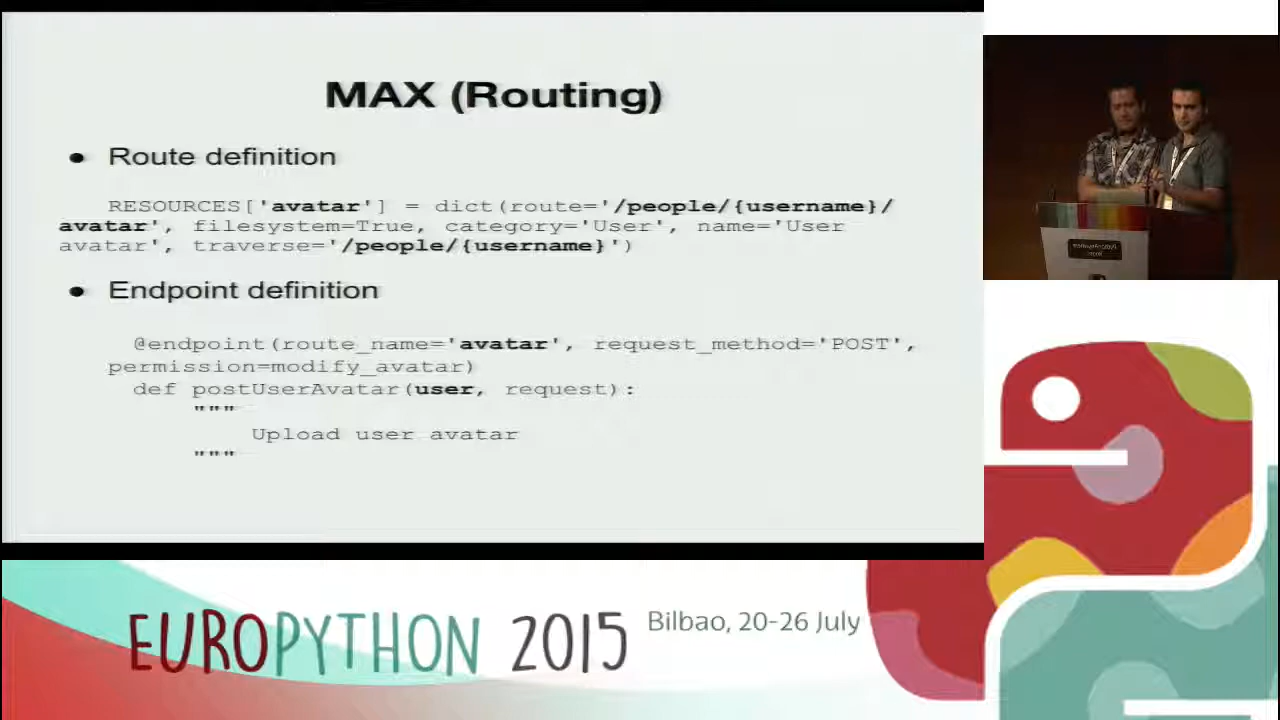 MAX (Routing)
● Route definition
RESOURCES['avatar'] = dict(route='/people/{username}/
avatar', filesystem=True, category='User', name='User
avatar', traverse='/people/{username}')
● Endpoint definition
@endpoint(route_name='avatar', request_method='POST',
permission=modify_avatar)
def postUserAvatar(user, request):
"""
Upload user avatar
"""
EUROPYTHON 2015
Bilbao, 20-26 July